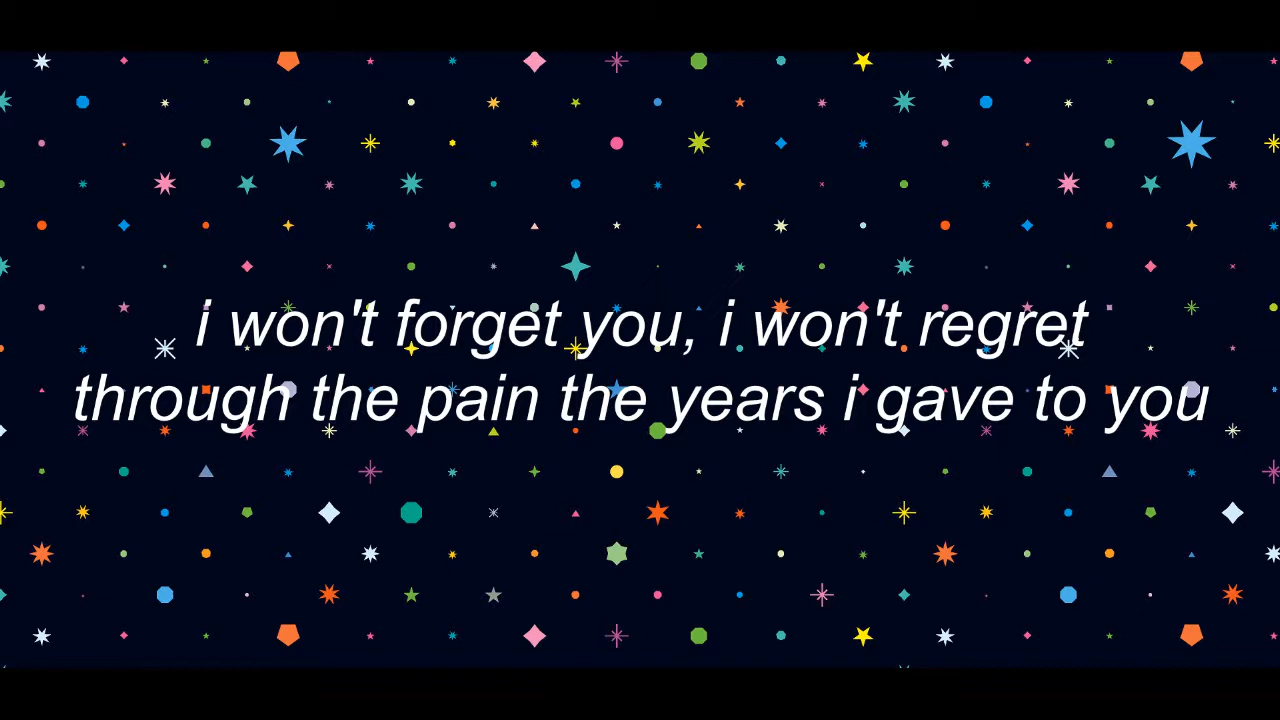 i won't forget you, i won't regret
through the pain the years i gave to you